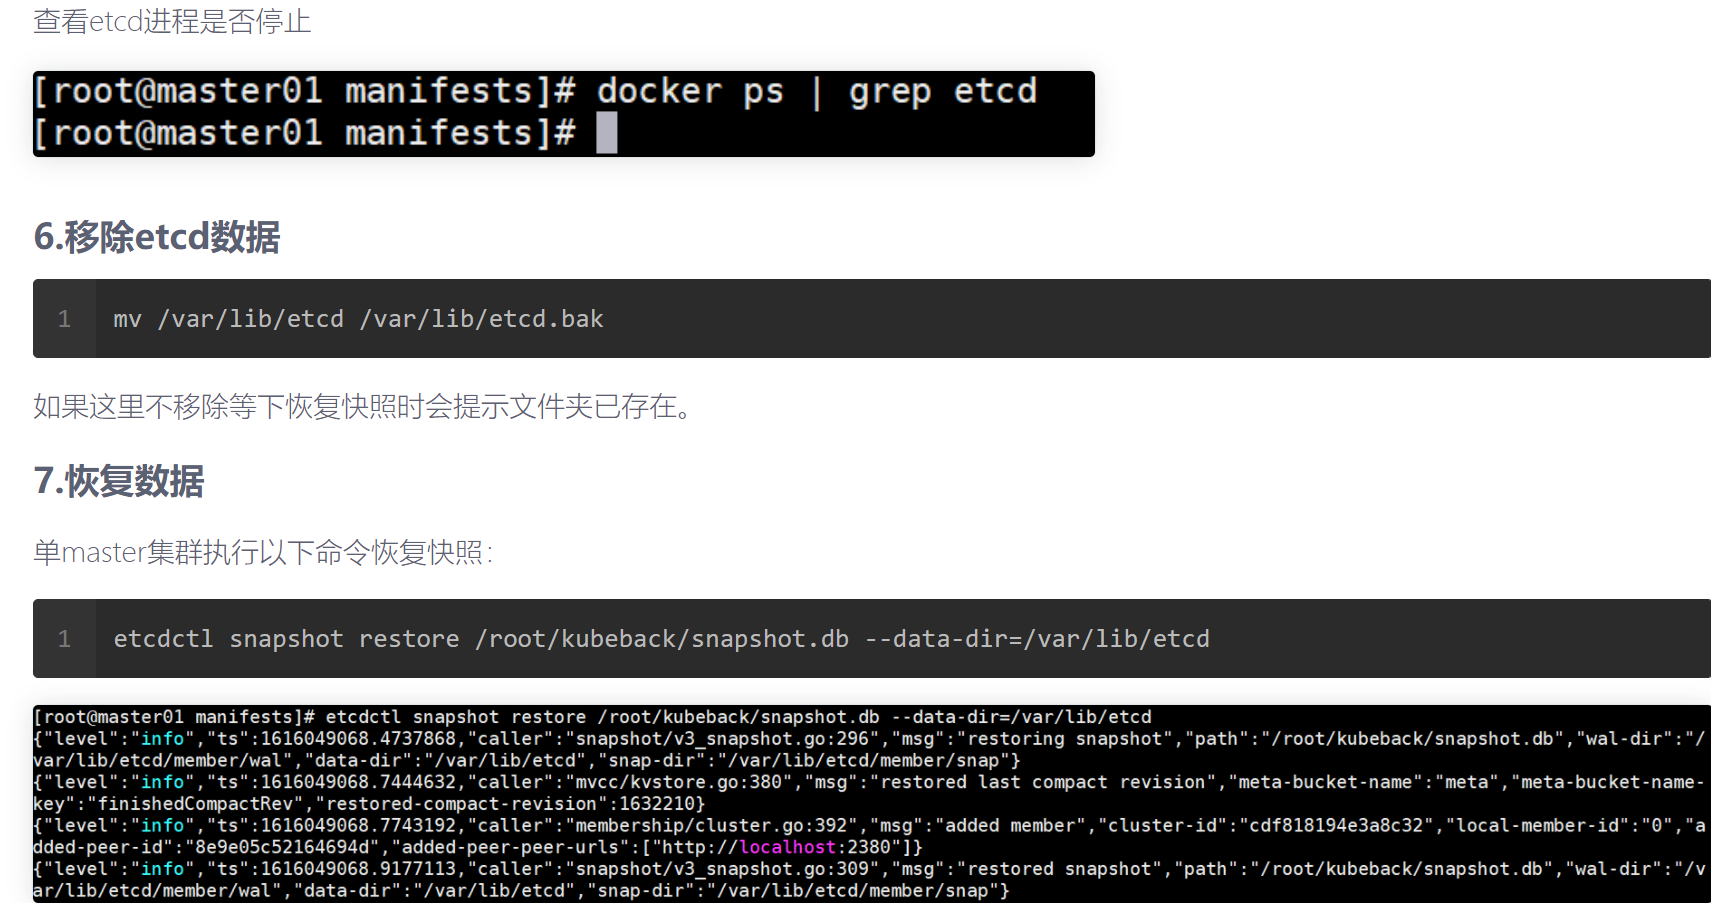 查看etcd进程是否停止
[root@master01 manifests]# docker ps | grep etcd
[root@master01 manifests]#
6.移除etcd数据
1 mv /var/lib/etcd /var/lib/etcd.bak
如果这里不移除等下恢复快照时会提示文件夹已存在。
7.恢复数据
单master集群执行以下命令恢复快照：
1 etcdctl snapshot restore /root/kubeback/snapshot.db --data-dir=/var/lib/etcd
[root@master01 manifests]# etcdctl snapshot restore /root/kubeback/snapshot.db --data-dir=/var/lib/etcd
{"level":"info","ts":1616049068.4737868,"caller":"snapshot/v3_snapshot.go:296","msg":"restoring snapshot","path":"/root/kubeback/snapshot.db","wal-dir":"/
var/lib/etcd/member/wal","data-dir":"/var/lib/etcd","snap-dir":"/var/lib/etcd/member/snap"}
{"level":"info","ts":1616049068.7444632,"caller":"mvcc/kvstore.go:380","msg":"restored last compact revision","meta-bucket-name":"meta","meta-bucket-name-
key":"finishedCompactRev","restored-compact-revision":1632210}
{"level":"info","ts":1616049068.7743192,"caller":"membership/cluster.go:392","msg":"added member","cluster-id":"cdf818194e3a8c32","local-member-id":"0","a
dded-peer-id":"8e9e05c52164694d","added-peer-peer-urls":["http://localhost:2380"]}
{"level":"info","ts":1616049068.9177113,"caller":"snapshot/v3_snapshot.go:309","msg":"restored snapshot","path":"/root/kubeback/snapshot.db","wal-dir":"/v
ar/lib/etcd/member/wal","data-dir":"/var/lib/etcd","snap-dir":"/var/lib/etcd/member/snap"}